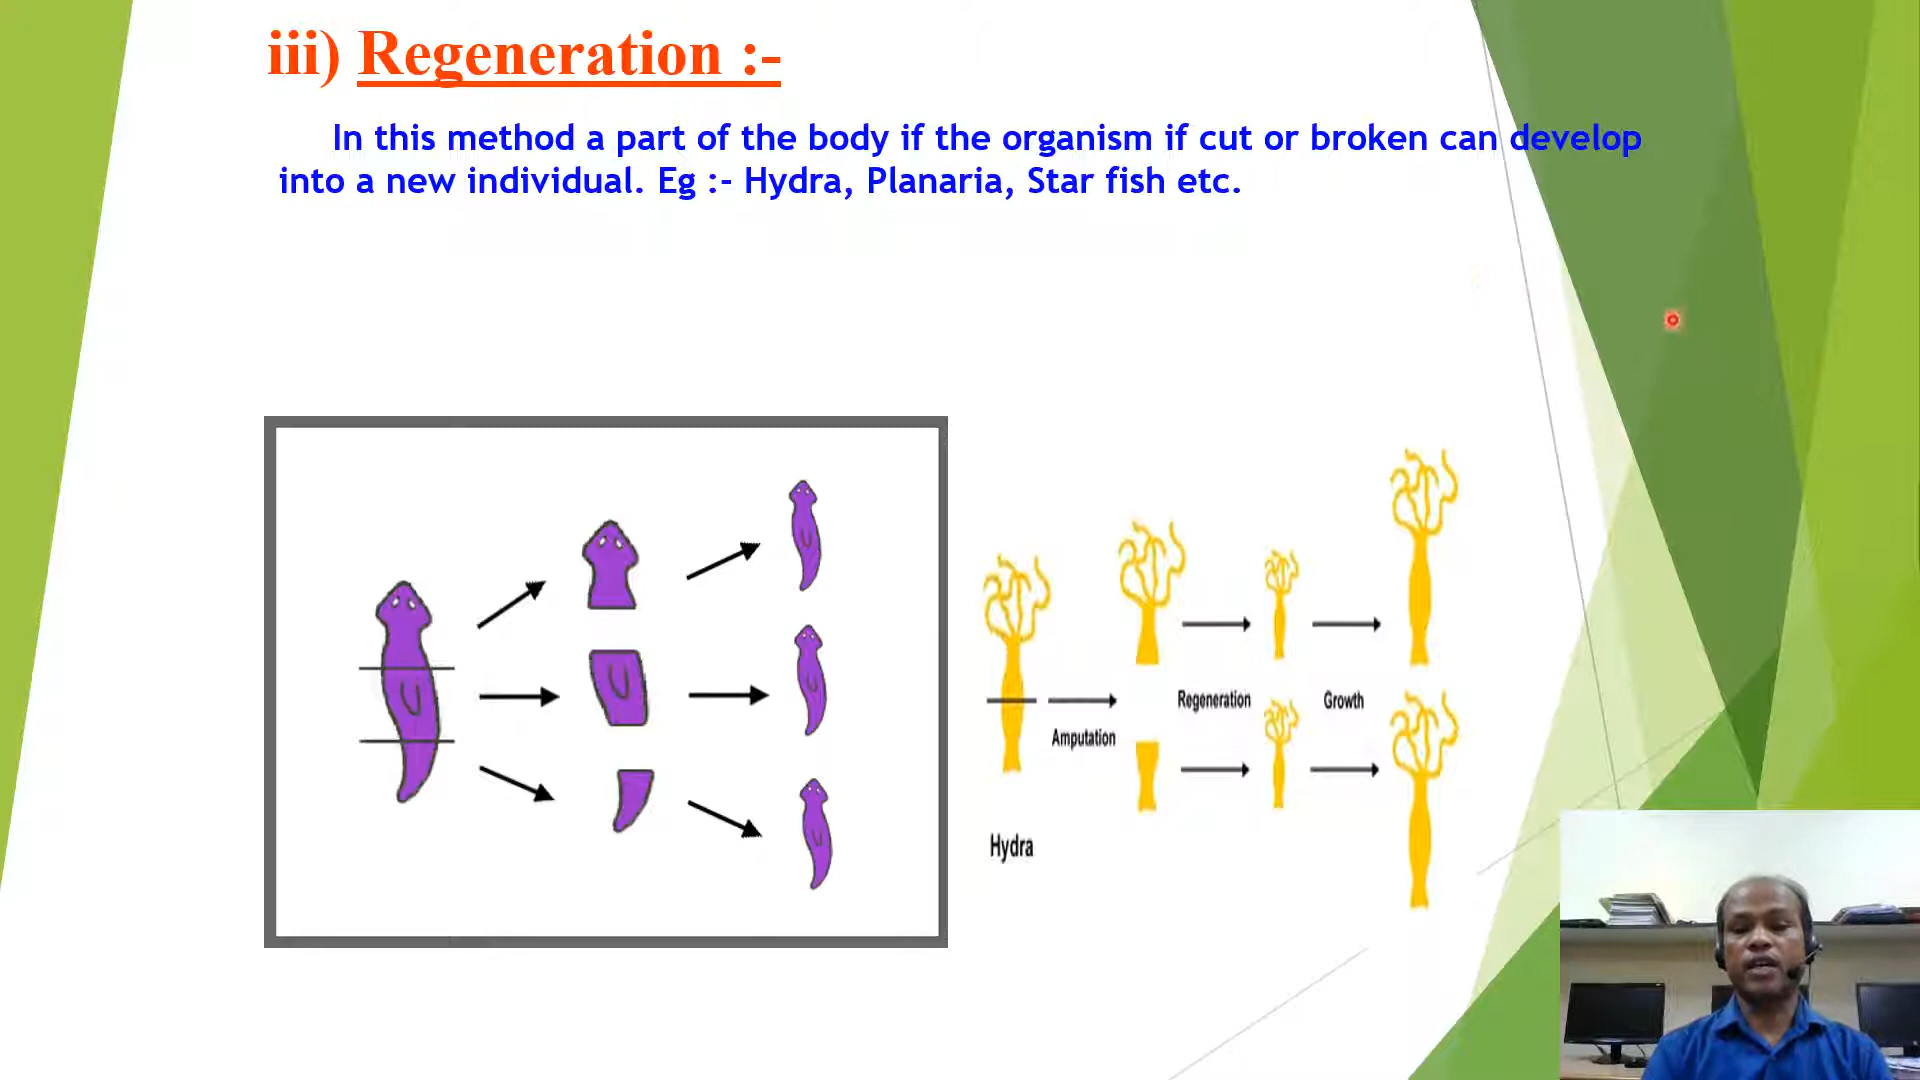 iii) Regeneration :-
In this method a part of the body if the organism if cut or broken can develop
into a new individual. Eg :- Hydra, Planaria, Star fish etc.
Regeneration
Growth
Amputation
Hydra